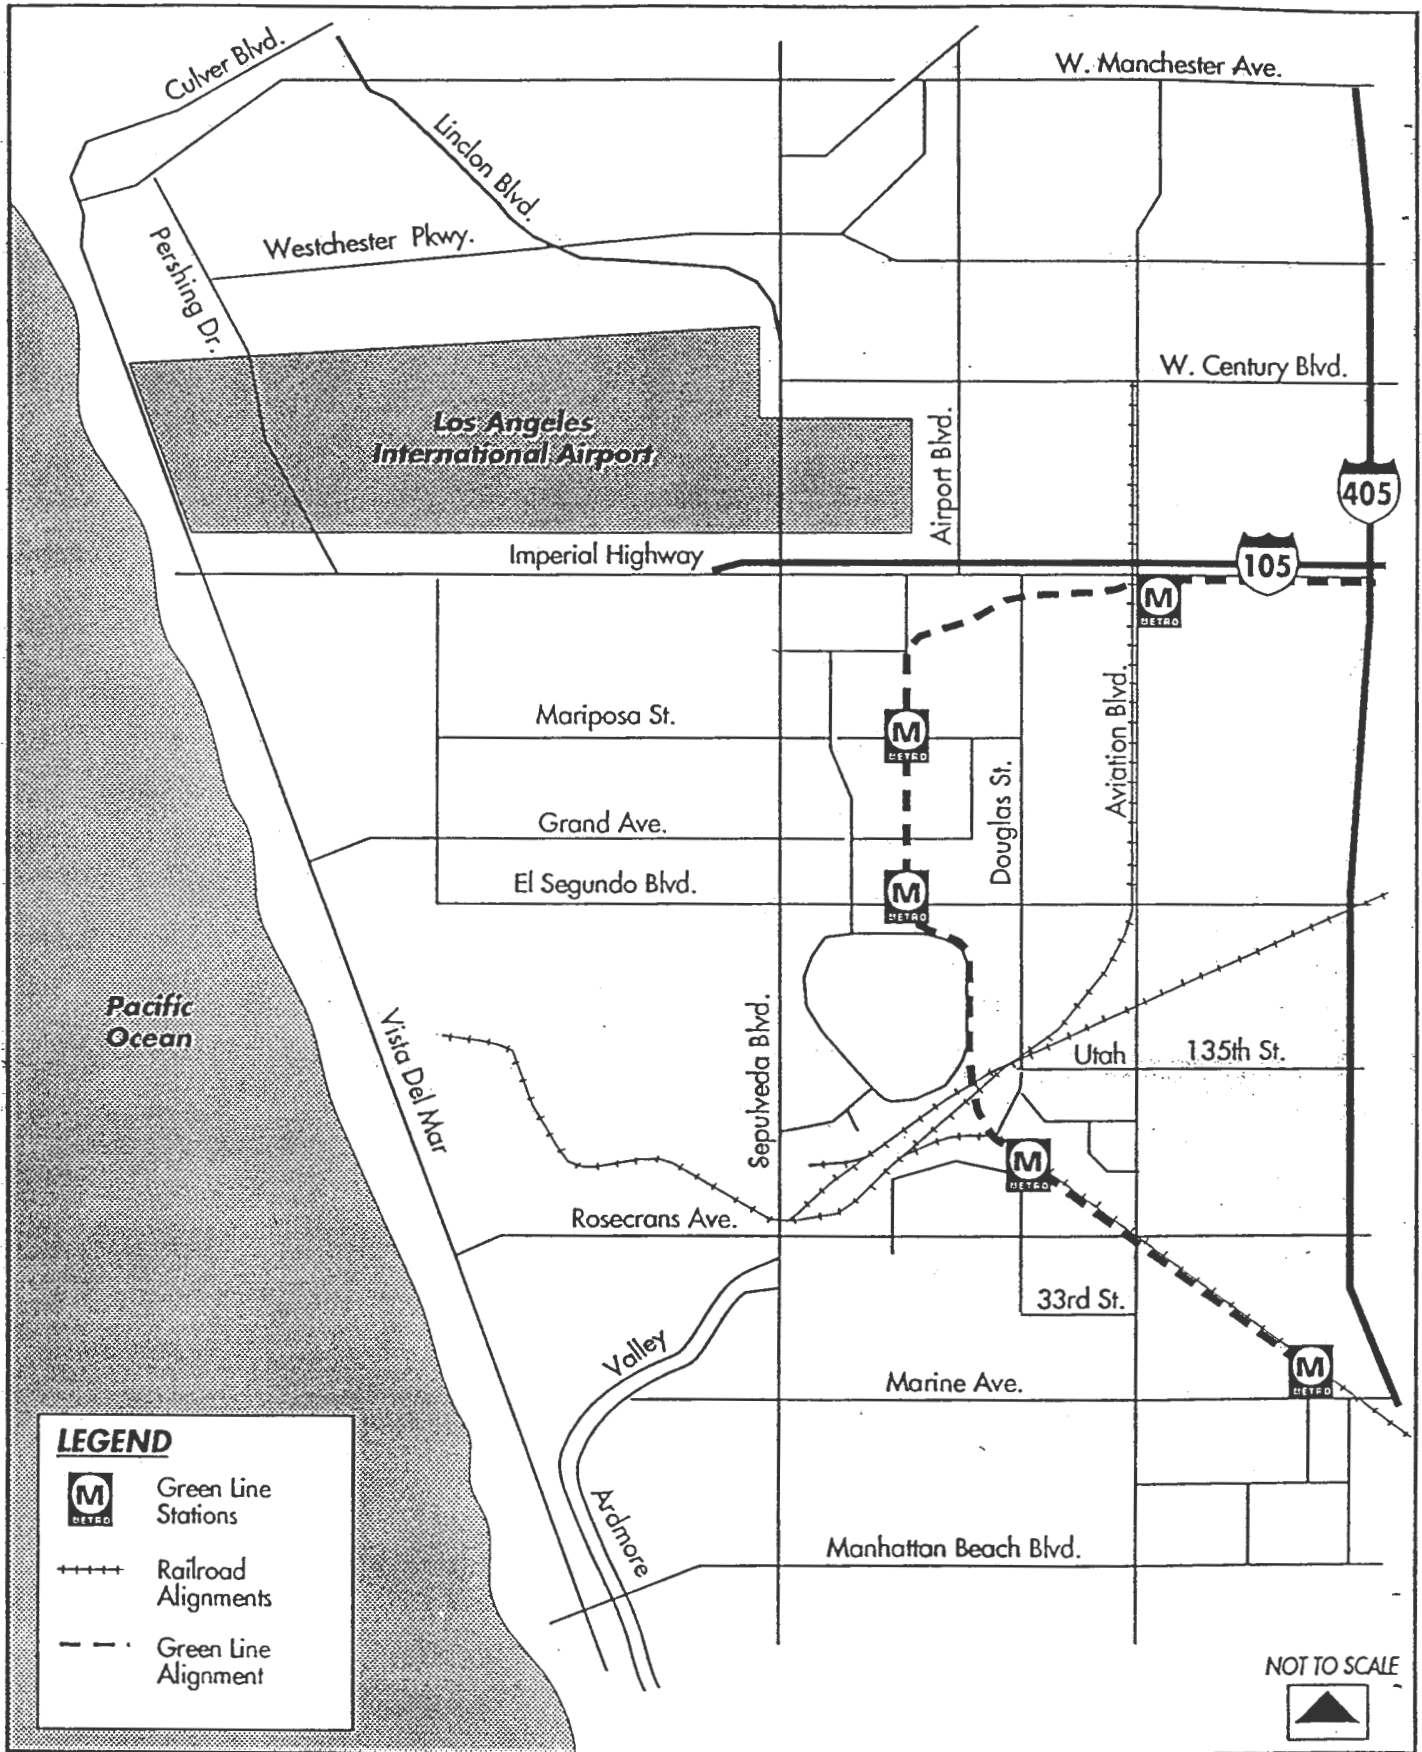 Culver Blvd.
W. Manchester Ave.
Linclon Blvd.
Westchester Pkwy.
Pershing Dr.
W. Century Blvd.
Los Angeles
International Airport
Airport Blvd.
405
Imperial Highway
105
M
METRO
Mariposa St.
M
METRO
Aviation Blvd.
Douglas St.
Grand Ave.
El Segundo Blvd.
M
METRO
Pacific
Ocean
Vista Del Mar
Sepulveda Blvd.
Utah
135th St.
M
METRO
Rosecrans Ave.
33rd St.
Valley
M
METRO
Marine Ave.
Ardmore
Manhattan Beach Blvd.
LEGEND
M
METRO
Green Line
Stations
Railroad
Alignments
Green Line
Alignment
NOT TO SCALE